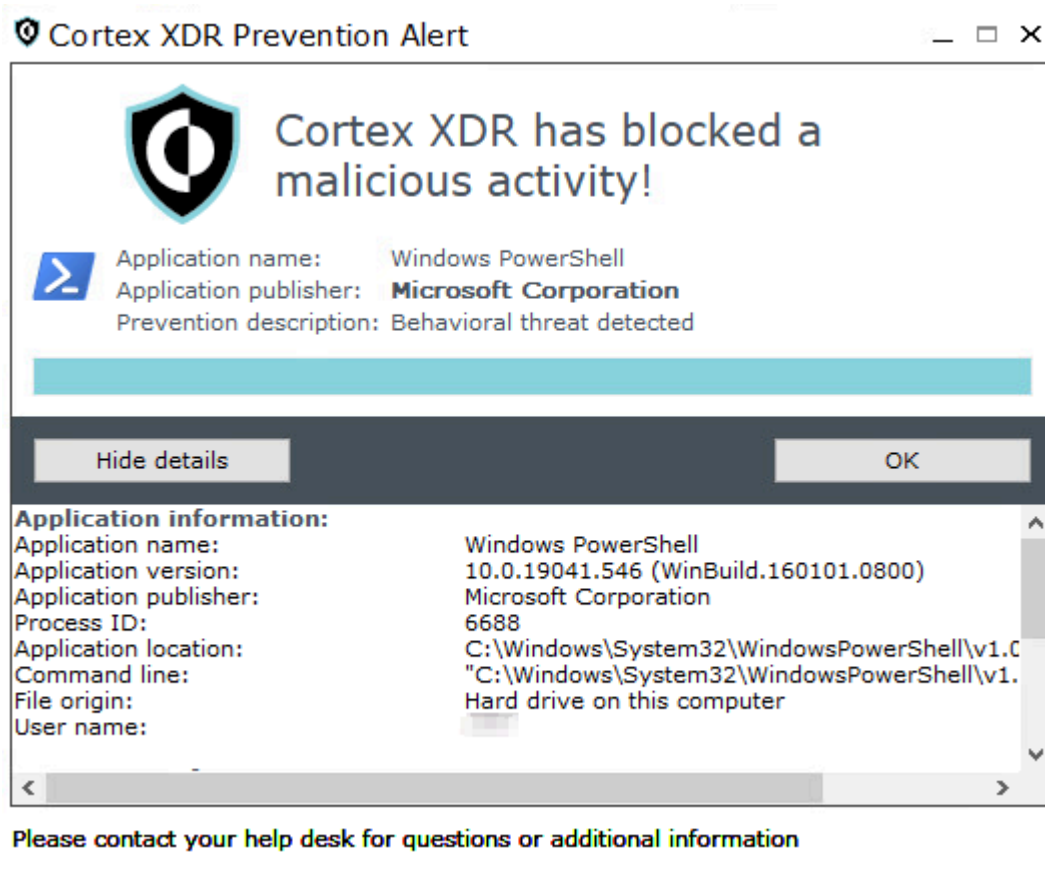 Cortex XDR Prevention Alert
Cortex XDR has blocked a
malicious activity!
Application name: Windows PowerShell
Application publisher: Microsoft Corporation
Prevention description: Behavioral threat detected
Hide details OK
Application information:
Application name: Windows PowerShell
Application version: 10.0.19041.546 (WinBuild.160101.0800)
Application publisher: Microsoft Corporation
Process ID: 6688
Application location: C:\Windows\System32\WindowsPowerShell\v1.0
Command line: "C:\Windows\System32\WindowsPowerShell\v1.
File origin: Hard drive on this computer
User name:
Please contact your help desk for questions or additional information